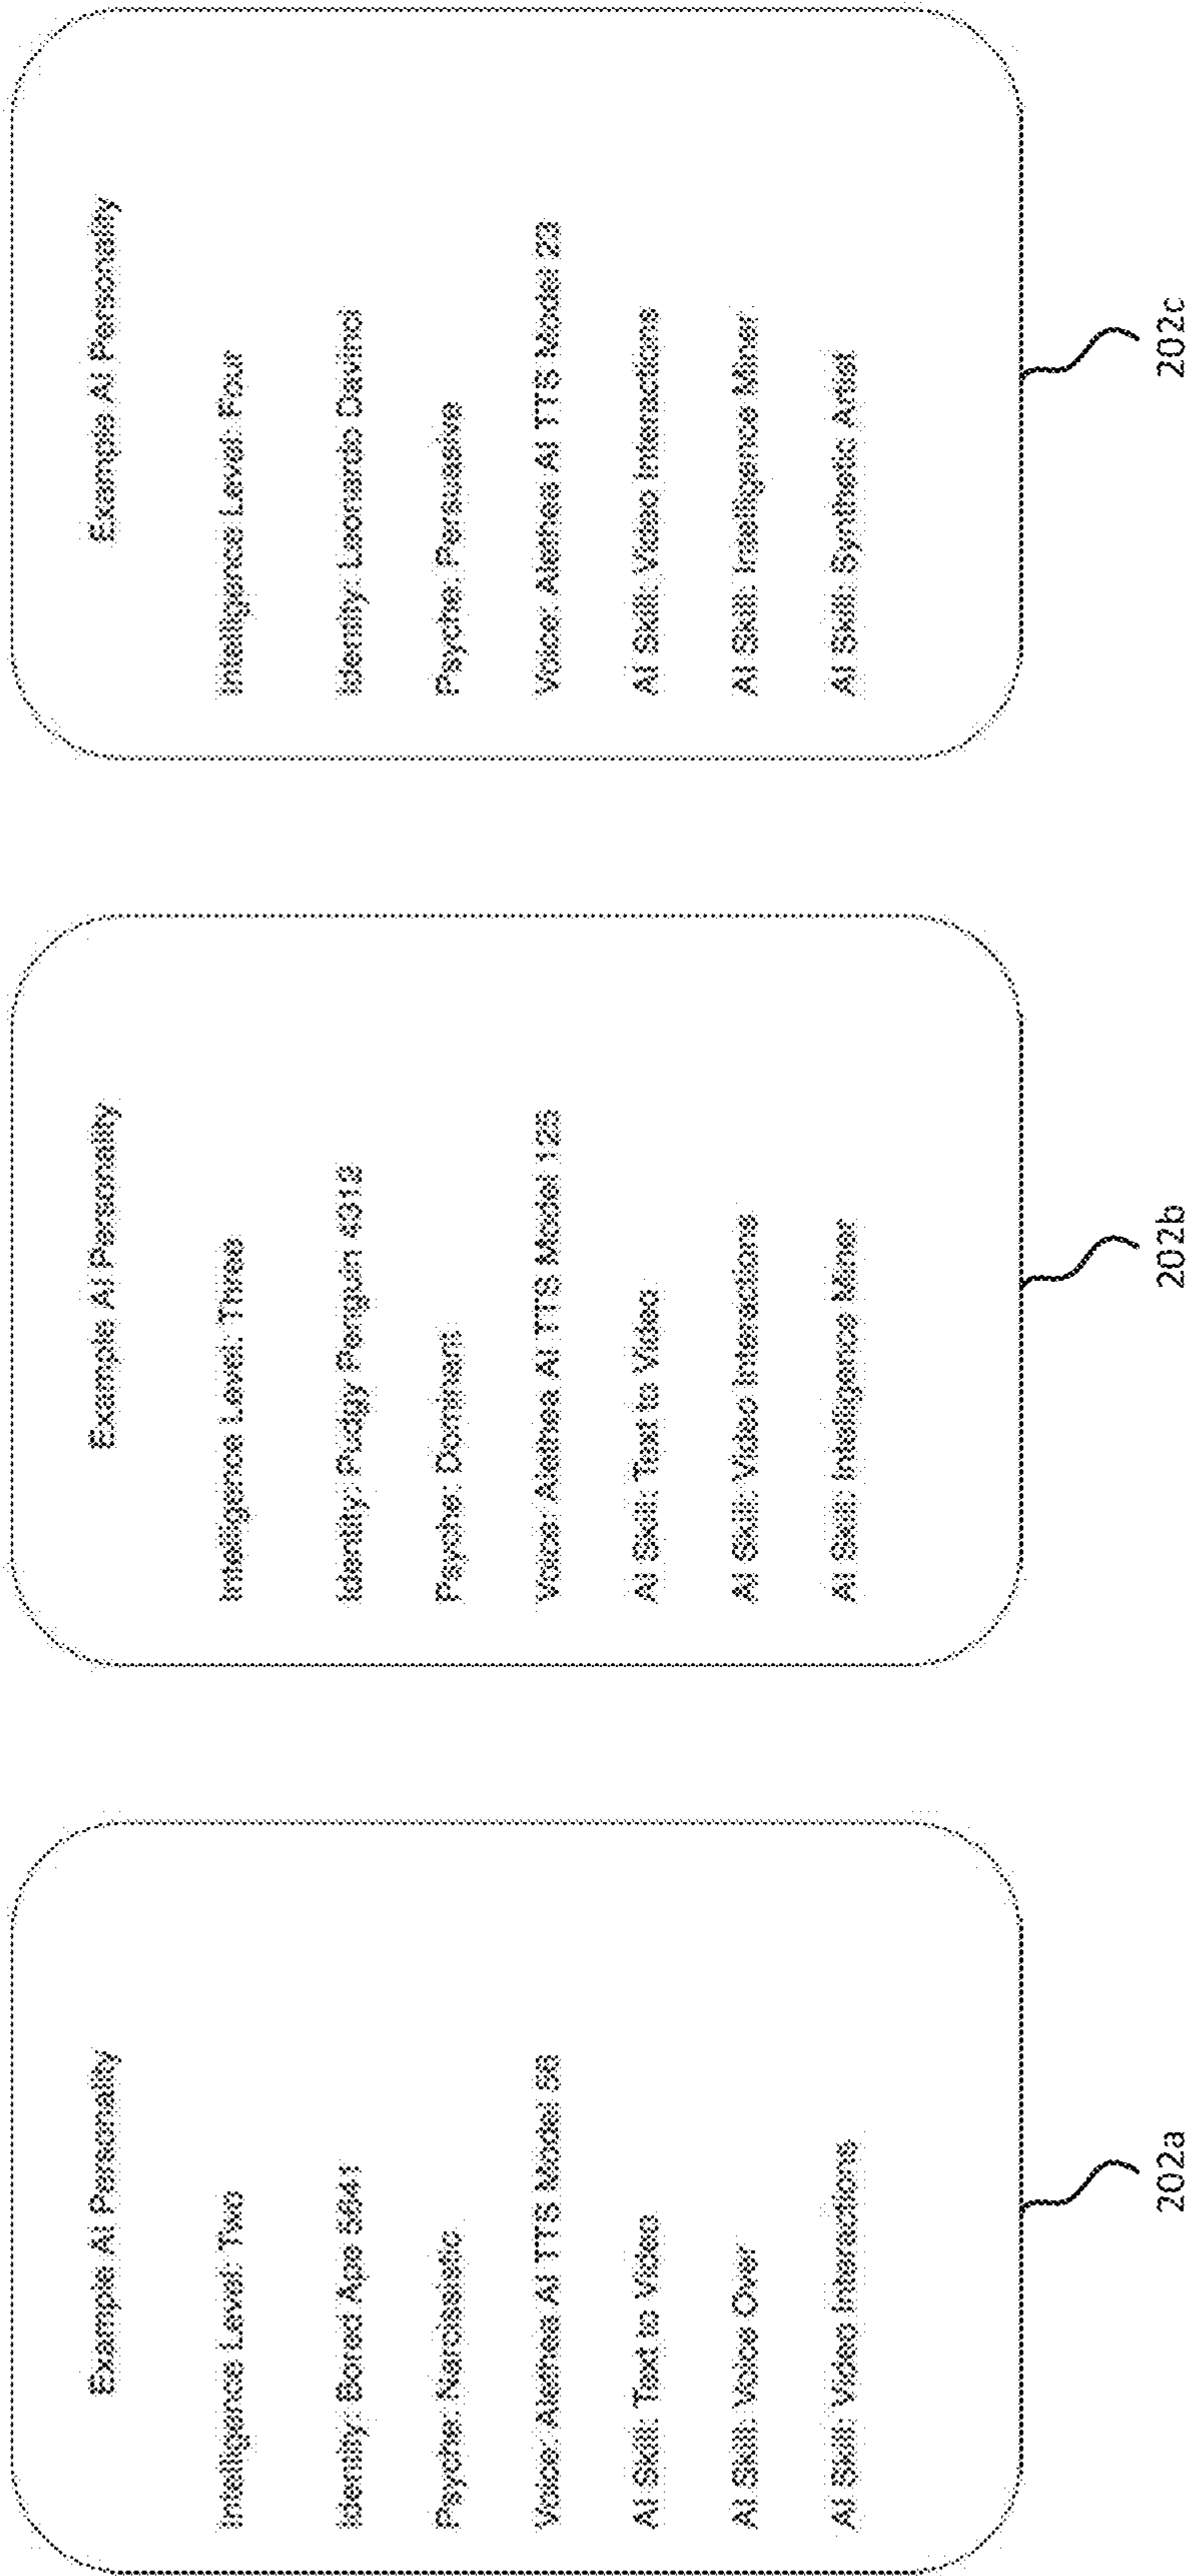 Example AI Personality
Intelligence Level: Two
Identity: Bored Ape 5541
Psyche: Narcissistic
Voice: Alethea AI TTS Model 58
AI Skill: Text to Video
AI Skill: Voice Over
AI Skill: Video Interactions
202a
Example AI Personality
Intelligence Level: Three
Identity: Pudgy Penguin 4312
Psyche: Dominant
Voice: Alethea AI TTS Model 125
AI Skill: Text to Video
AI Skill: Video Interactions
AI Skill: Intelligence Miner
202b
Example AI Personality
Intelligence Level: Four
Identity: Leonardo Davinci
Psyche: Persuasive
Voice: Alethea AI TTS Model 23
AI Skill: Video Interactions
AI Skill: Intelligence Miner
AI Skill: Synthetic Artist
202c